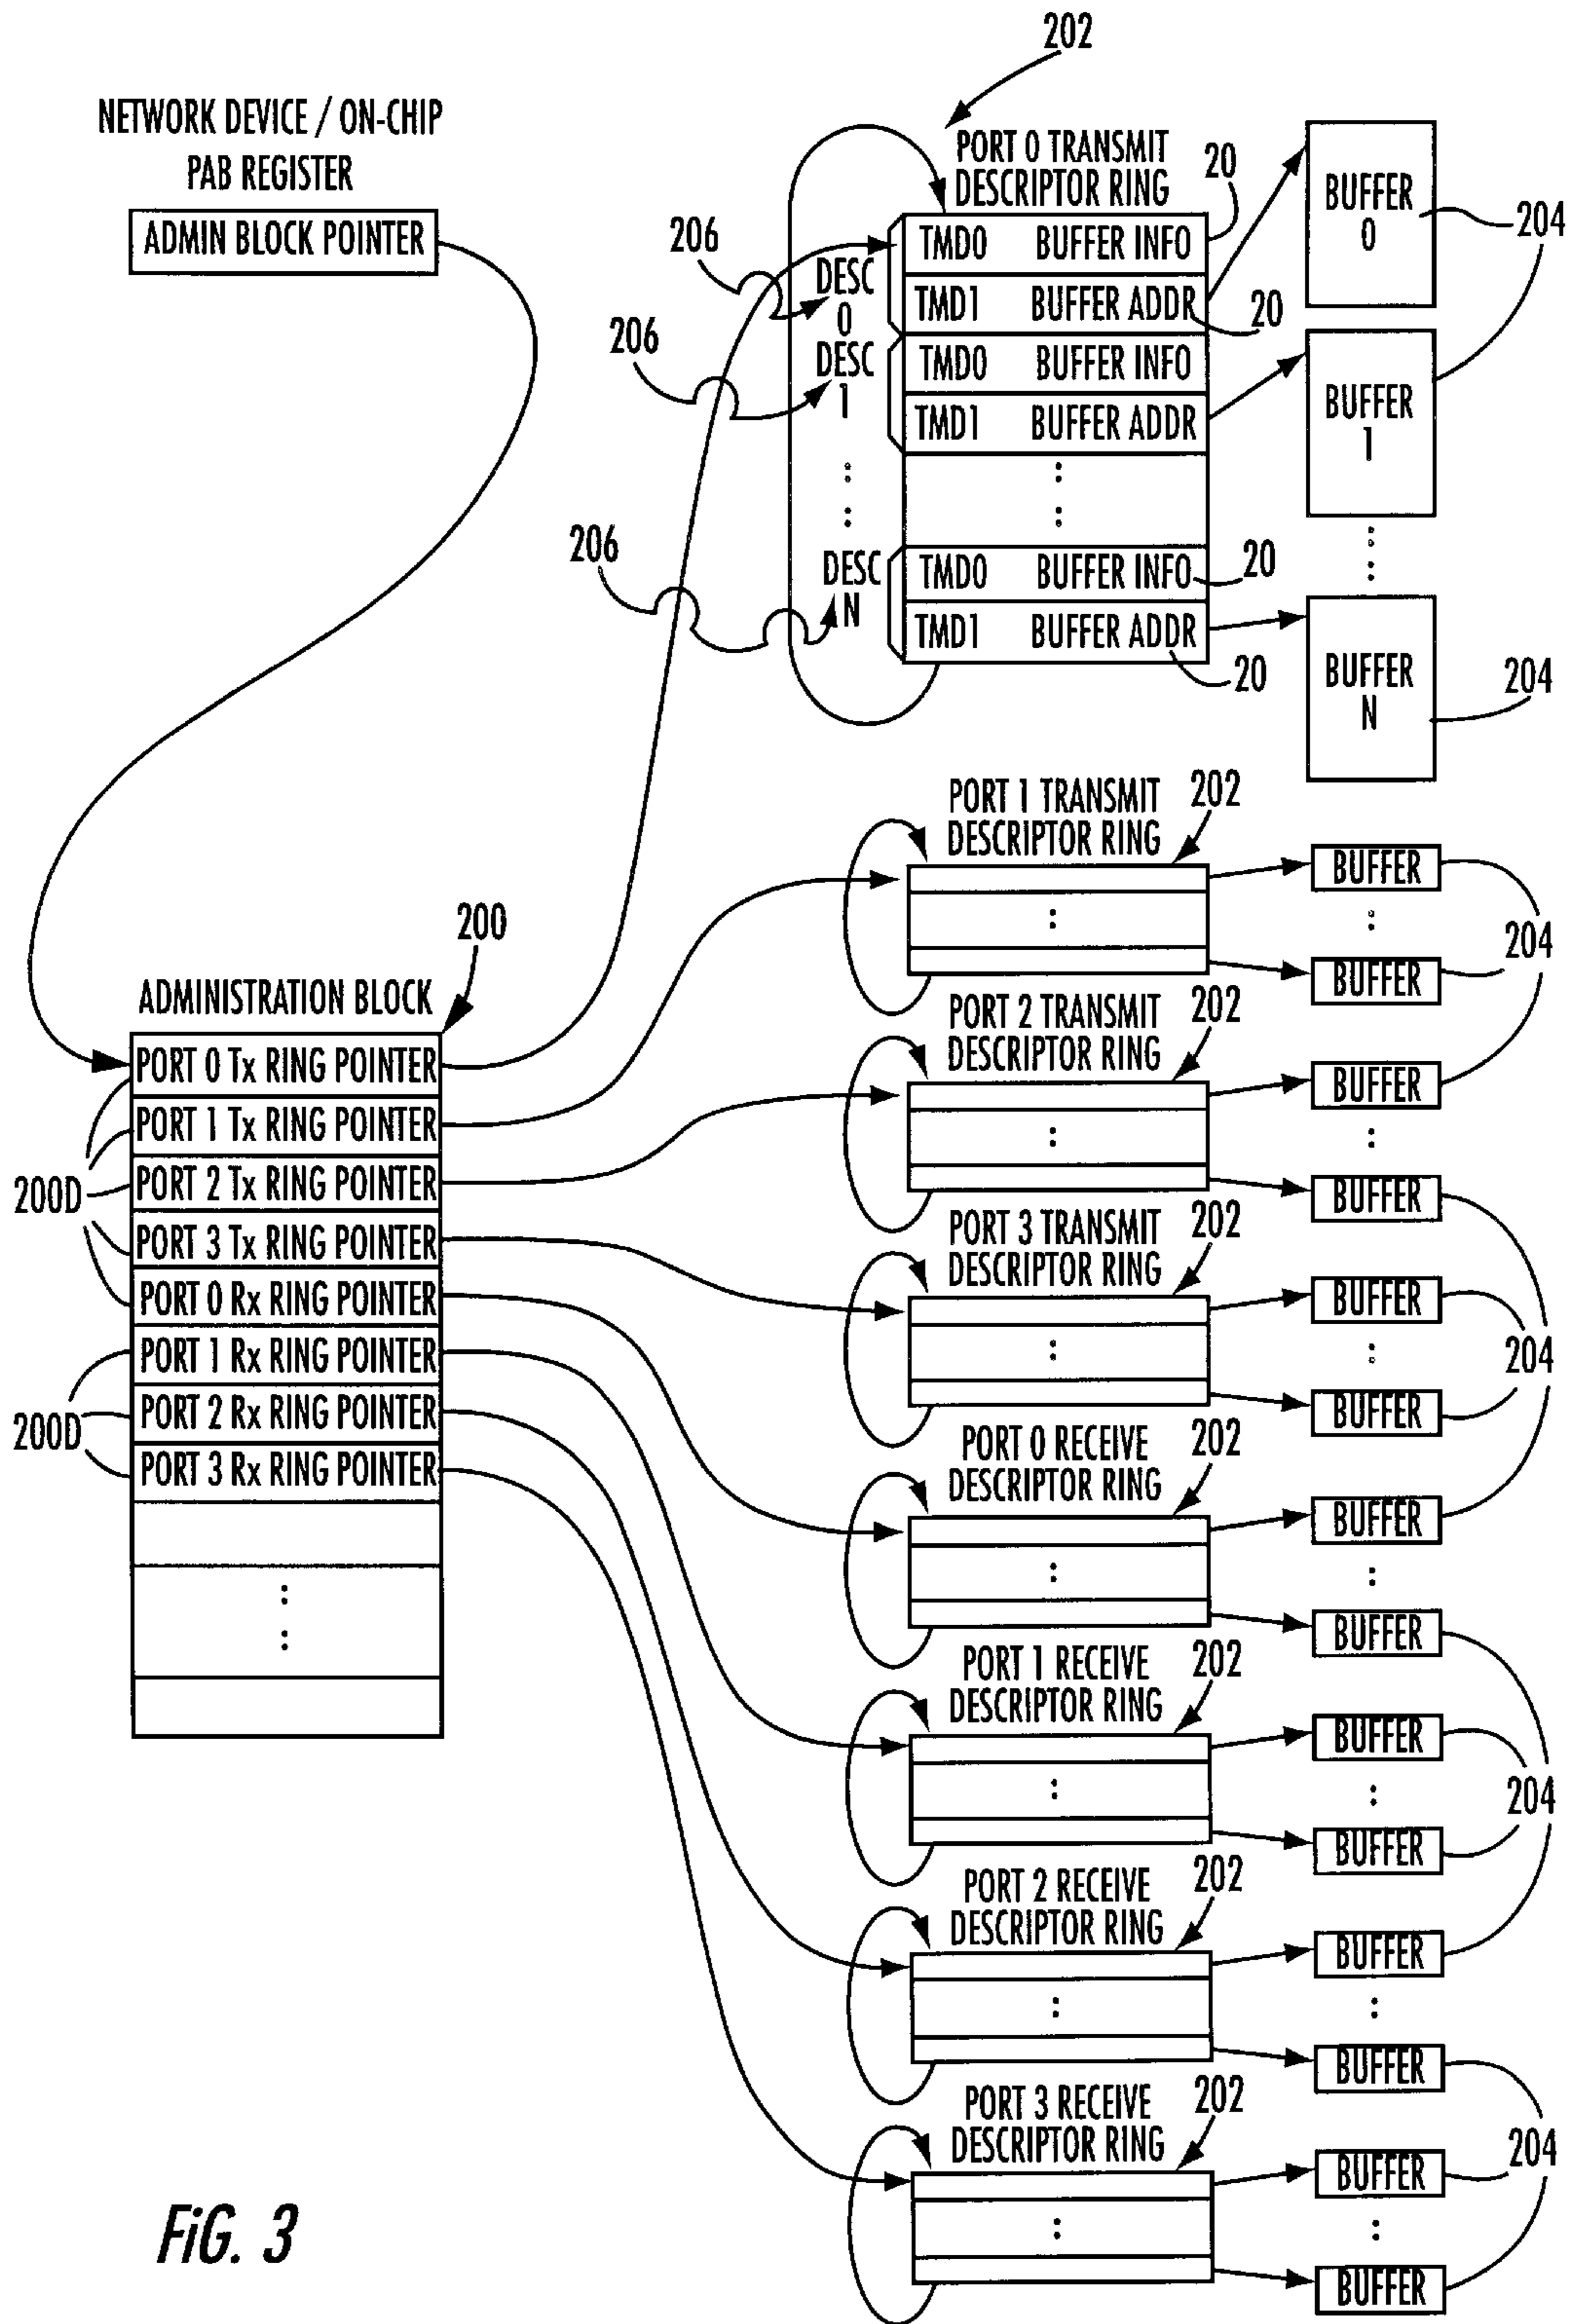 202
NETWORK DEVICE / ON-CHIP
PAB REGISTER
ADMIN BLOCK POINTER
PORT 0 TRANSMIT
DESCRIPTOR RING
20
206
DESC
0
TMD0 BUFFER INFO
TMD1 BUFFER ADDR
20
BUFFER
0
204
206
DESC
1
TMD0 BUFFER INFO
TMD1 BUFFER ADDR
BUFFER
1
206
DESC
N
TMD0 BUFFER INFO
20
TMD1 BUFFER ADDR
20
BUFFER
N
204
PORT 1 TRANSMIT
DESCRIPTOR RING
202
BUFFER
204
BUFFER
200
ADMINISTRATION BLOCK
PORT 0 Tx RING POINTER
PORT 1 Tx RING POINTER
PORT 2 Tx RING POINTER
PORT 3 Tx RING POINTER
PORT 0 Rx RING POINTER
PORT 1 Rx RING POINTER
PORT 2 Rx RING POINTER
PORT 3 Rx RING POINTER
200D
200D
PORT 2 TRANSMIT
DESCRIPTOR RING
202
BUFFER
BUFFER
PORT 3 TRANSMIT
DESCRIPTOR RING
202
BUFFER
204
BUFFER
PORT 0 RECEIVE
DESCRIPTOR RING
202
BUFFER
BUFFER
PORT 1 RECEIVE
DESCRIPTOR RING
202
BUFFER
204
BUFFER
PORT 2 RECEIVE
DESCRIPTOR RING
202
BUFFER
BUFFER
PORT 3 RECEIVE
DESCRIPTOR RING
202
BUFFER
204
BUFFER
FiG. 3